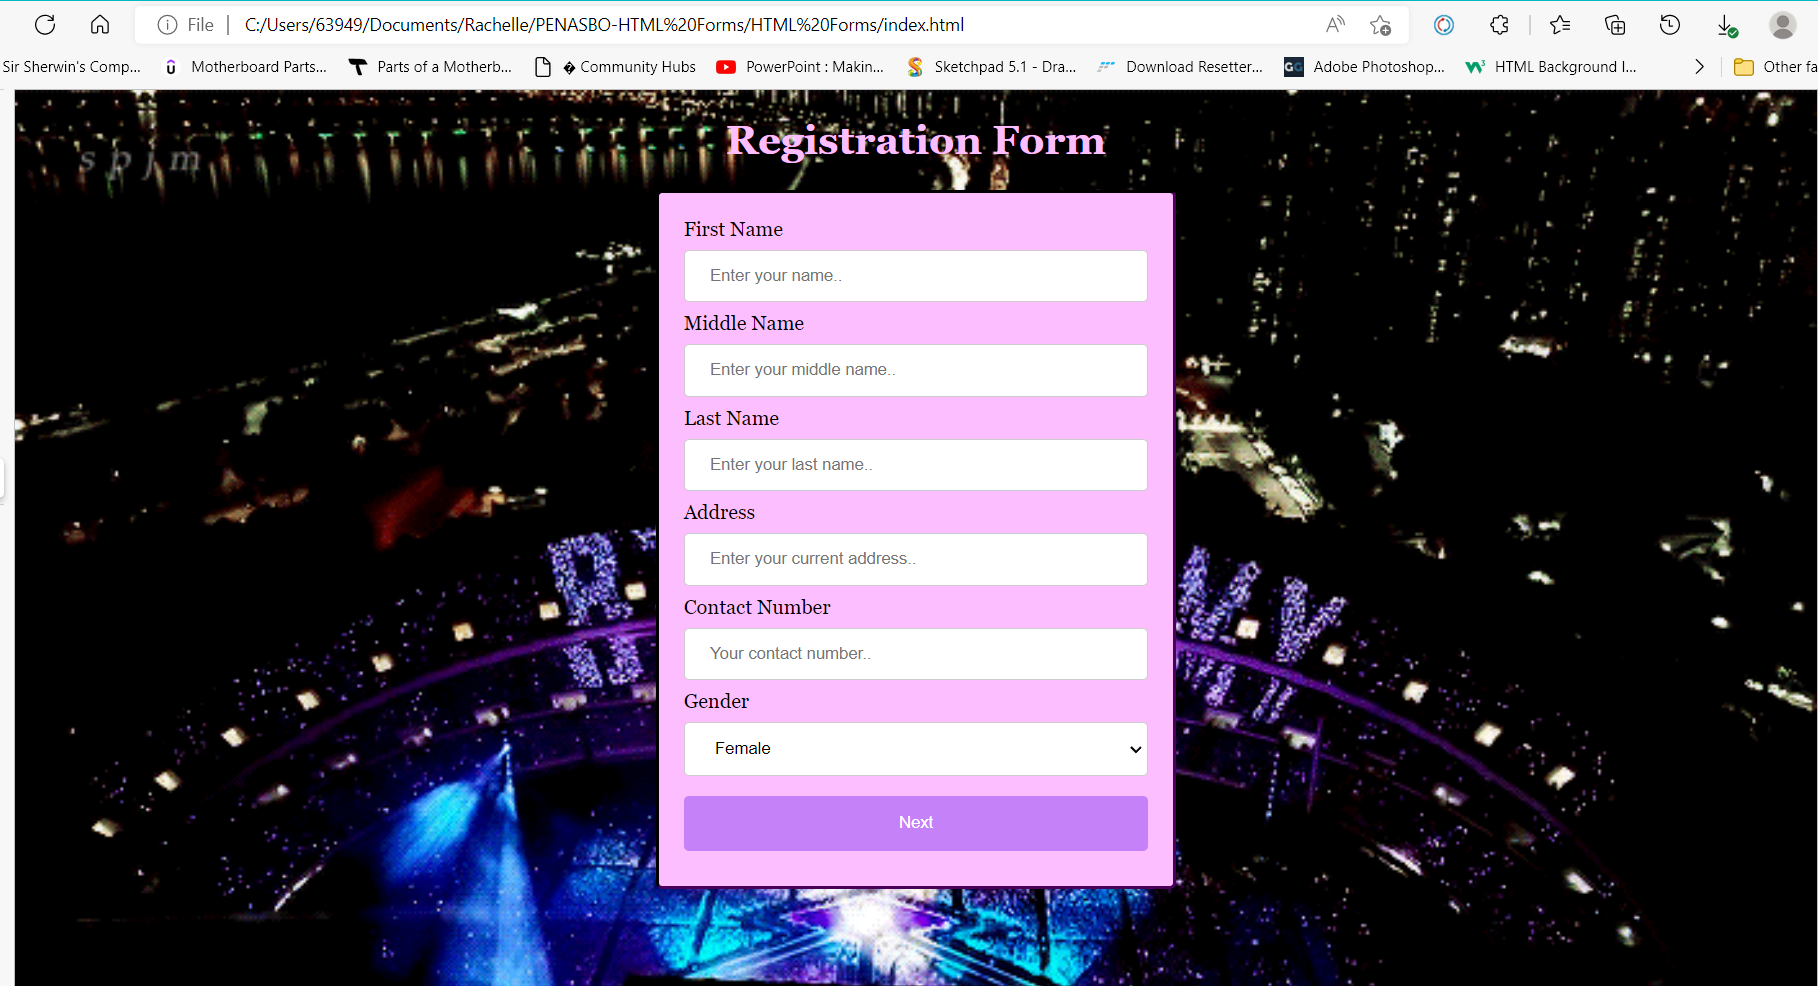 File | C:/Users/63949/Documents/Rachelle/PENASBO-HTML%20Forms/HTML%20Forms/index.html
Sir Sherwin's Comp... Motherboard Parts... Parts of a Motherb... � Community Hubs PowerPoint : Makin... Sketchpad 5.1 - Dra... Download Resetter... Adobe Photoshop... HTML Background I... Other fa
spjm
Registration Form
First Name
Enter your name..
Middle Name
Enter your middle name..
Last Name
Enter your last name..
Address
Enter your current address..
Contact Number
Your contact number..
Gender
Female
Next